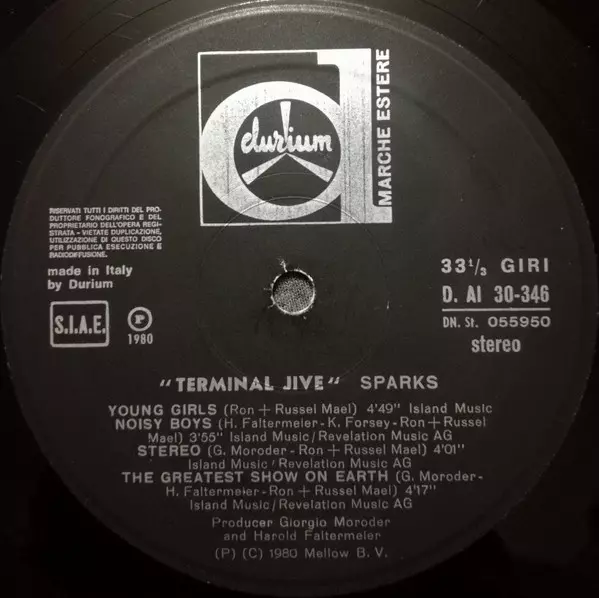 durium
MARCHE ESTERE
RISERVATI TUTTI I DIRITTI DEL PRO-
DUTTORE FONOGRAFICO E DEL
PROPRIETARIO DELL'OPERA REGI-
STRATA - VIETATE DUPLICAZIONE,
UTILIZZAZIONE DI QUESTO DISCO
PER PUBBLICA ESECUZIONE E
RADIODIFFUSIONE.
made in Italy
by Durium
S.I.A.E.
P
1980
33 1/3 GIRI
D. AI 30-346
DN. St. 055950
stereo
"TERMINAL JIVE" SPARKS
YOUNG GIRLS (Ron + Russel Mael) 4'49" Island Music
NOISY BOYS (H. Faltermeier - K. Forsey - Ron + Russel
Mael) 3'55" Island Music/Revelation Music AG
STEREO (G. Moroder - Ron + Russel Mael) 4'01"
Island Music/Revelation Music AG
THE GREATEST SHOW ON EARTH (G. Moroder-
H. Faltermeier - Ron + Russel Mael) 4'17"
Island Music/Revelation Music AG
Producer Giorgio Moroder
and Harold Faltermeier
(P) (C) 1980 Mellow B. V.